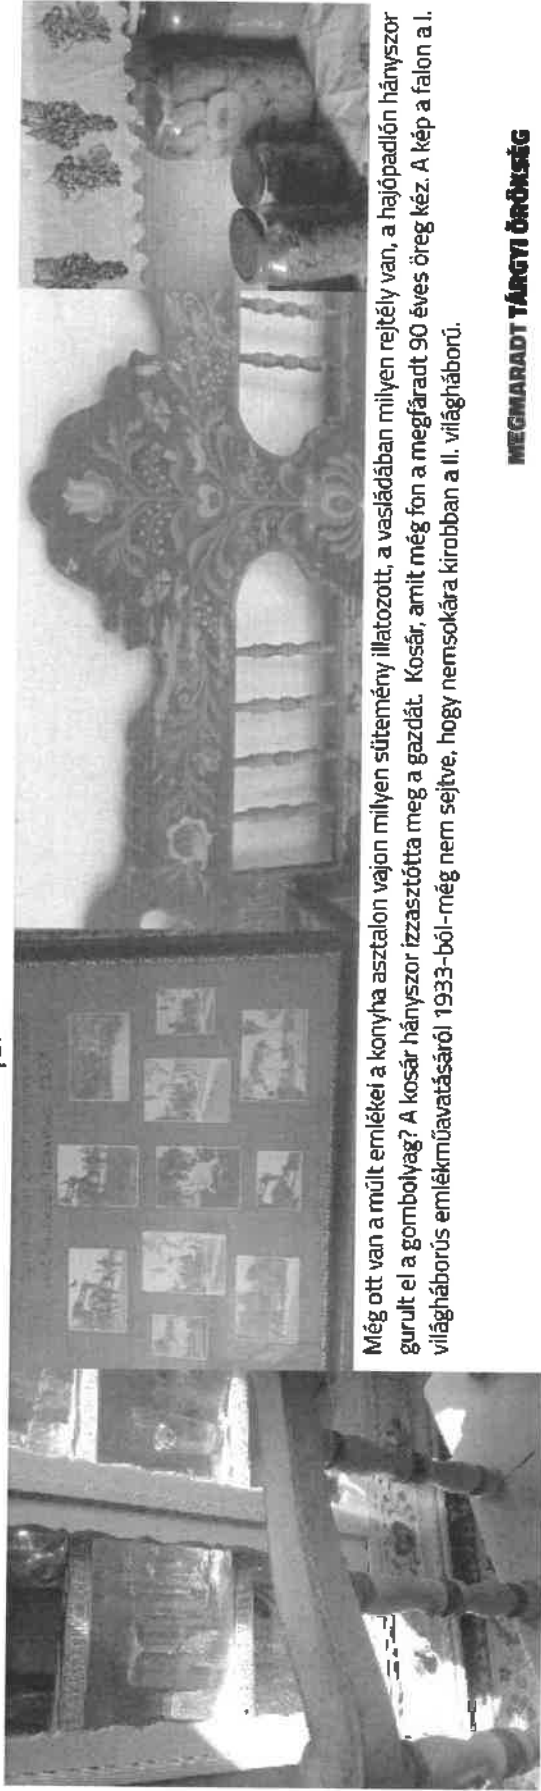 Még ott van a múlt emlékei a konyha asztalon vajon milyen sütemény illatozott, a vasládában milyen rejtély van, a hajópadlón hányszor
gurult el a gombolyag? A kosár hányszor izzasztotta meg a gazdát. Kosár, amit még fon a megfáradt 90 éves öreg kéz. A kép a falon a I.
világháborús emlékműavatásáról 1933-ból-még nem sejtve, hogy nemsokára kirobban a II. világháború.
MEGMARADT TÁRGYI ÖRÖKSÉG